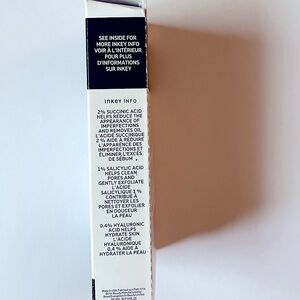 SEE INSIDE FOR
MORE INKEY INFO
VOIR À L'INTÉRIEUR
POUR PLUS
D'INFORMATIONS
SUR INKEY
INKEY INFO
2% SUCCINIC ACID
HELPS REDUCE THE
APPEARANCE OF
IMPERFECTIONS
AND REMOVES OIL
L'ACIDE SUCCINIQUE
2 % AIDE À RÉDUIRE
L'APPARENCE DES
IMPERFECTIONS ET
ÉLIMINER L'EXCÈS
DE SÉBUM
1% SALICYLIC ACID
HELPS CLEAN
PORES AND
GENTLY EXFOLIATE
L'ACIDE
SALICYLIQUE 1 %
CONTRIBUE À
NETTOYER LES
PORES ET EXFOLIER
EN DOUCEUR
LA PEAU
0.4% HYALURONIC
ACID HELPS
HYDRATE SKIN
L'ACIDE
HYALURONIQUE
0,4 % AIDE À
HYDRATER LA PEAU